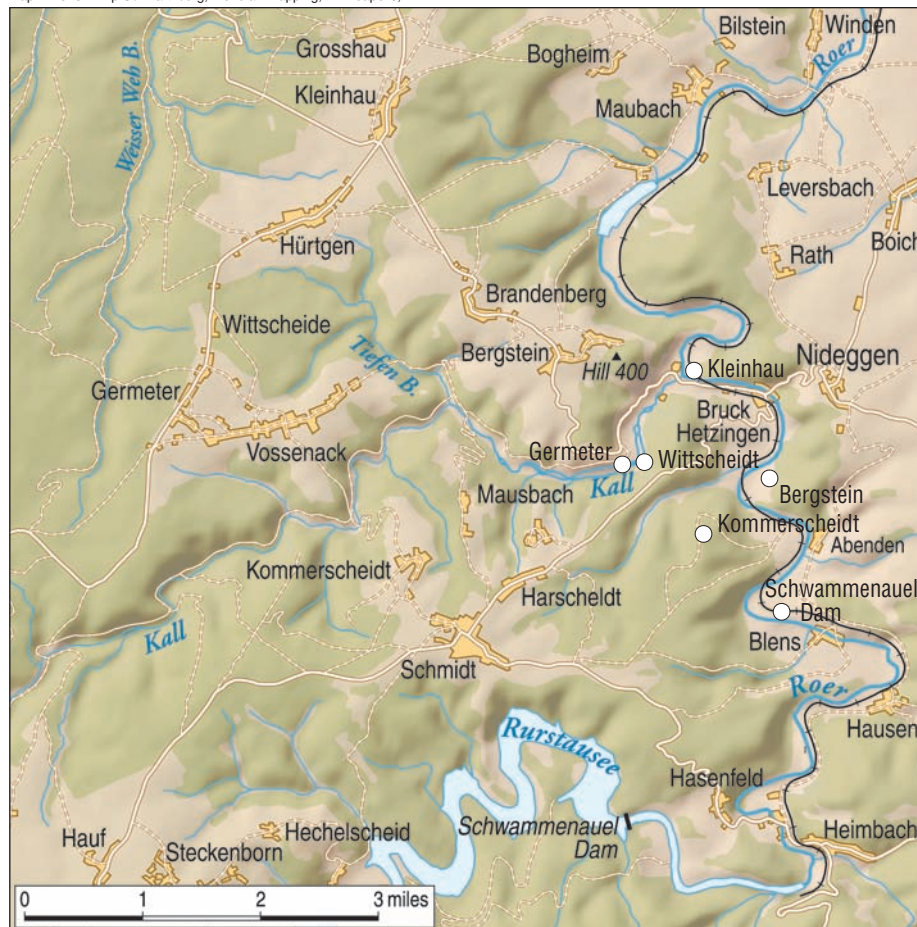 Grosshau
Bilstein
Winden
Bogheim
Roer
Weisser Weh B.
Kleinhau
Maubach
Leversbach
Hürtgen
Boich
Rath
Brandenberg
Wittscheide
Tiefen B.
Bergstein
Hill 400
Kleinhau
Nideggen
Germeter
Bruck
Hetzingen
Vossenack
Germeter
Wittscheidt
Kall
Bergstein
Mausbach
Kommerscheidt
Abenden
Kommerscheidt
Harscheldt
Schwammenauel
Dam
Kall
Blens
Schmidt
Roer
Hausen
Rurstausee
Hasenfeld
Schwammenauel
Dam
Hechelscheid
Heimbach
Hauf
Steckenborn
0 1 2 3 miles